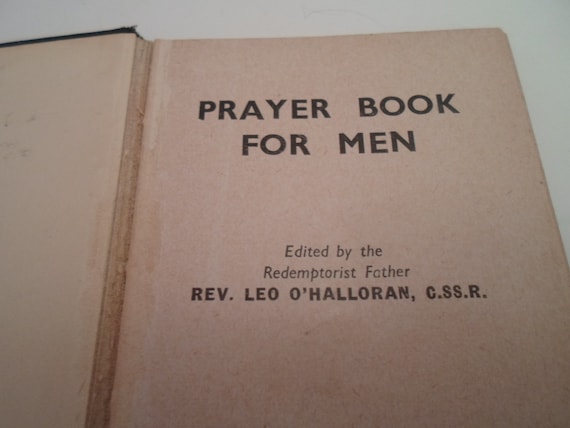 PRAYER BOOK
FOR MEN
Edited by the
Redemptorist Father
REV. LEO O'HALLORAN, C.SS.R.